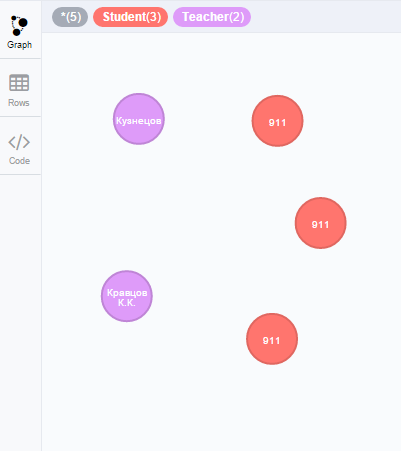 *(5) Student(3) Teacher(2)
Graph
Rows
Code
Кузнецов
911
911
Кравцов
К.К.
911